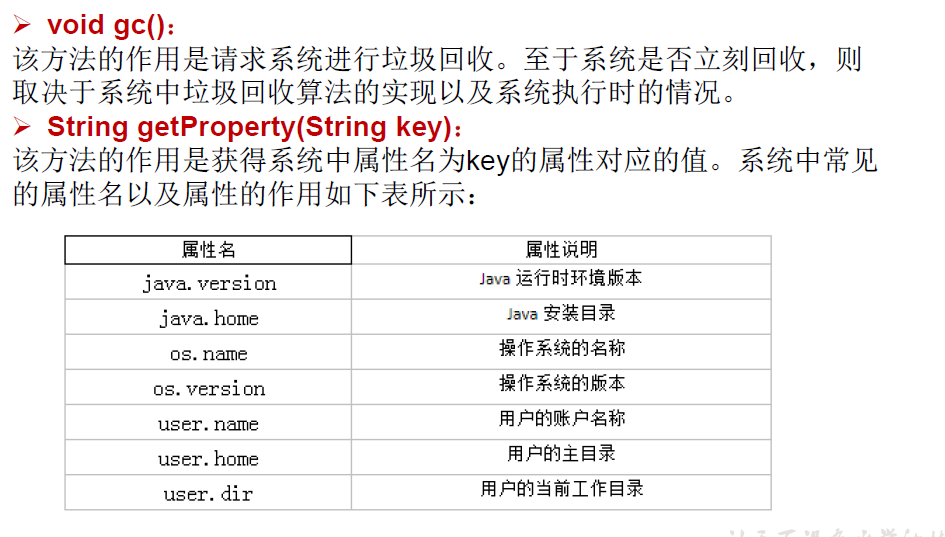 ➢ void gc()：
该方法的作用是请求系统进行垃圾回收。至于系统是否立刻回收，则
取决于系统中垃圾回收算法的实现以及系统执行时的情况。
➢ String getProperty(String key)：
该方法的作用是获得系统中属性名为key的属性对应的值。系统中常见
的属性名以及属性的作用如下表所示：
属性名 属性说明
java.version Java 运行时环境版本
java.home Java 安装目录
os.name 操作系统的名称
os.version 操作系统的版本
user.name 用户的账户名称
user.home 用户的主目录
user.dir 用户的当前工作目录